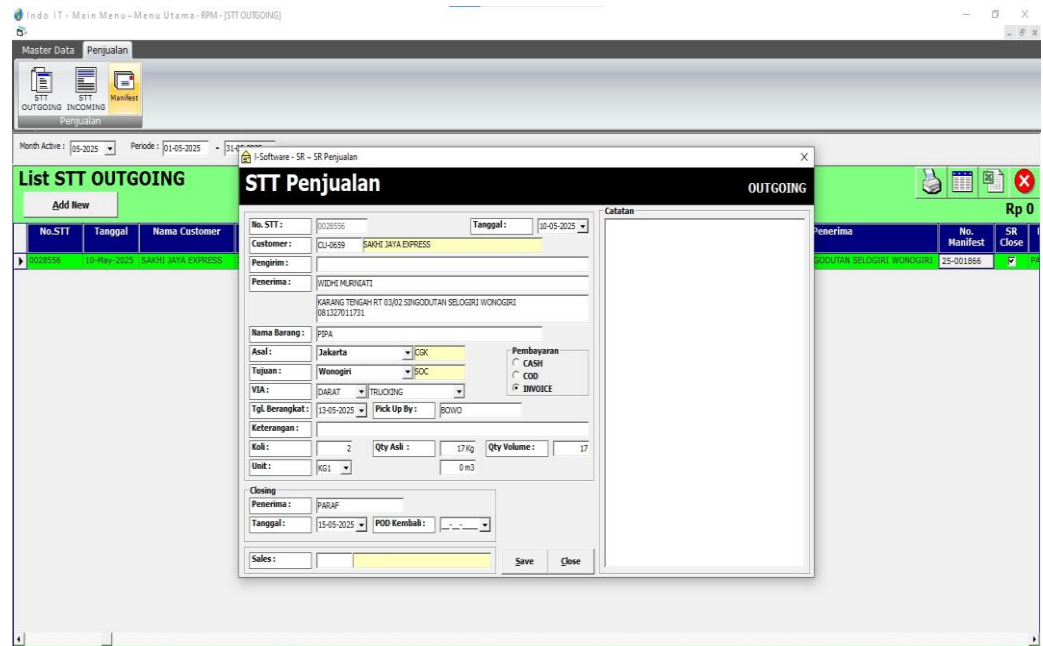 Indo IT - Main Menu~Menu Utama - RPM - [STT OUTGOING]
Master Data Penjualan
STT OUTGOING
STT INCOMING
Manifest
Penjualan
Month Active : 05-2025 Periode : 01-05-2025 -
I-Software - SR ~ SR Penjualan X
List STT OUTGOING
STT Penjualan OUTGOING
Add New Rp 0
No.STT Tanggal Nama Customer Penerima No. Manifest SR Close
0028556 10-May-2025 SAKHI JAYA EXPRESS SELOGIRI WONOGIRI 25-001866
Catatan
No. STT : 0028556 Tanggal : 10-05-2025
Customer : CU-0659 SAKHI JAYA EXPRESS
Pengirim :
Penerima : WIDHI MURNIATI
KARANG TENGAH RT 03/02 SINGODUTAN SELOGIRI WONOGIRI
081327011731
Nama Barang : PIPA
Asal : Jakarta CGK
Tujuan : Wonogiri SOC
Pembayaran
CASH
COD
INVOICE
VIA : DARAT TRUCKING
Tgl. Berangkat : 13-05-2025 Pick Up By : BOWO
Keterangan :
Koli : 2 Qty Asli : 17 Kg Qty Volume : 17
Unit : KG1 0 m3
Closing
Penerima : PARAF
Tanggal : 15-05-2025 POD Kembali : __-__-____
Sales : Save Close